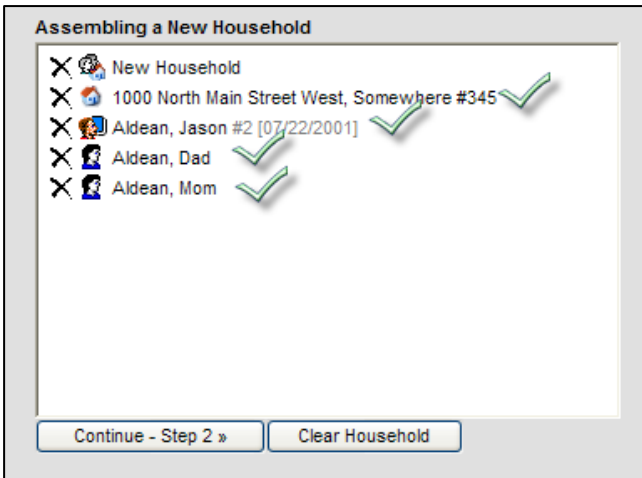 Assembling a New Household
New Household
1000 North Main Street West, Somewhere #345
Aldean, Jason #2 [07/22/2001]
Aldean, Dad
Aldean, Mom
Continue - Step 2 »
Clear Household